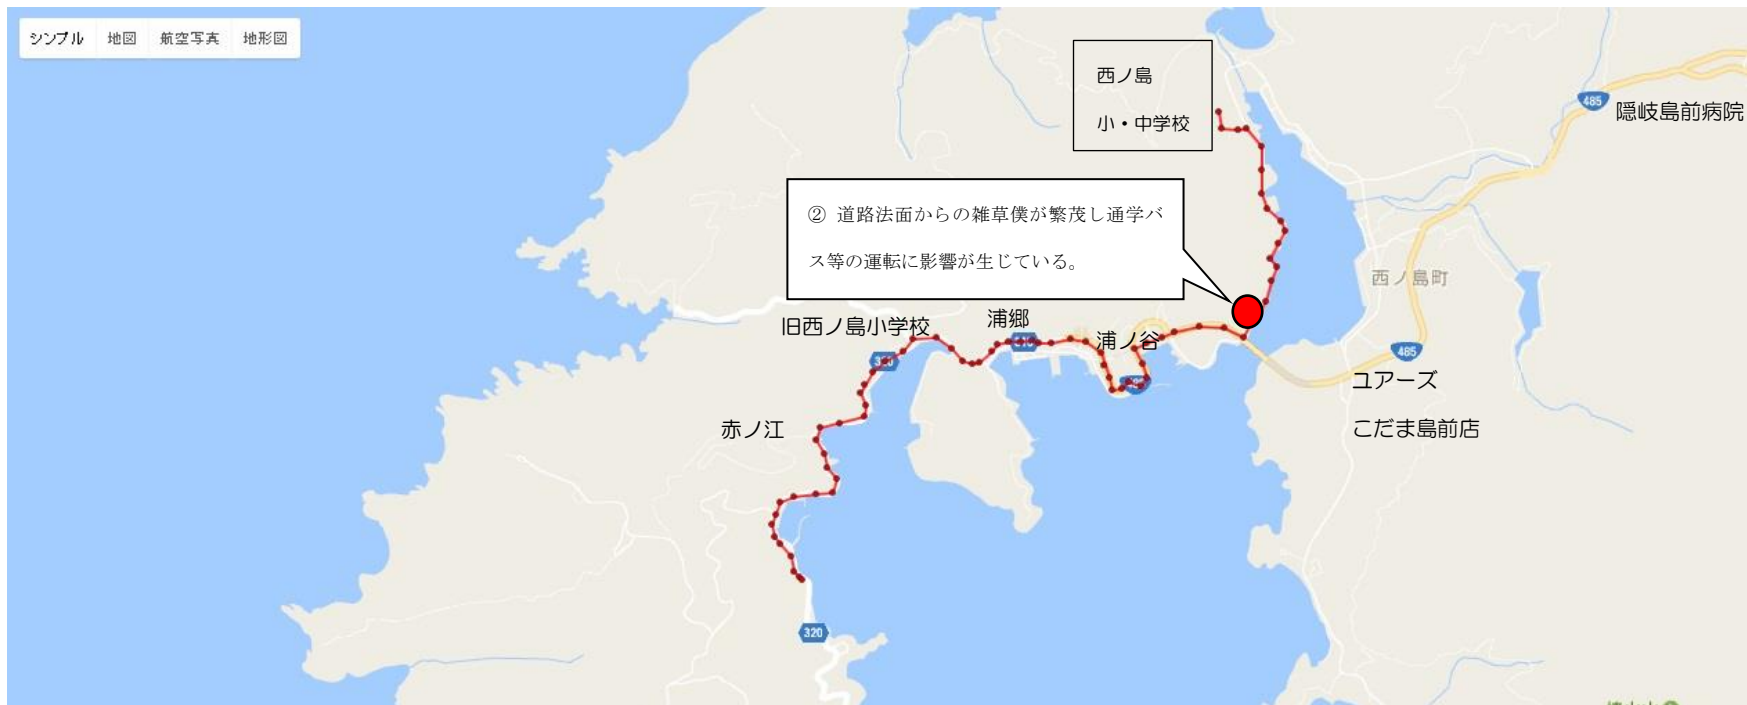 シンプル 地図 航空写真 地形図
西ノ島
小・中学校
485
隠岐島前病院
② 道路法面からの雑草僕が繁茂し通学バ
ス等の運転に影響が生じている。
西ノ島町
旧西ノ島小学校
浦郷
浦ノ谷
485
ユアーズ
こだま島前店
赤ノ江
320